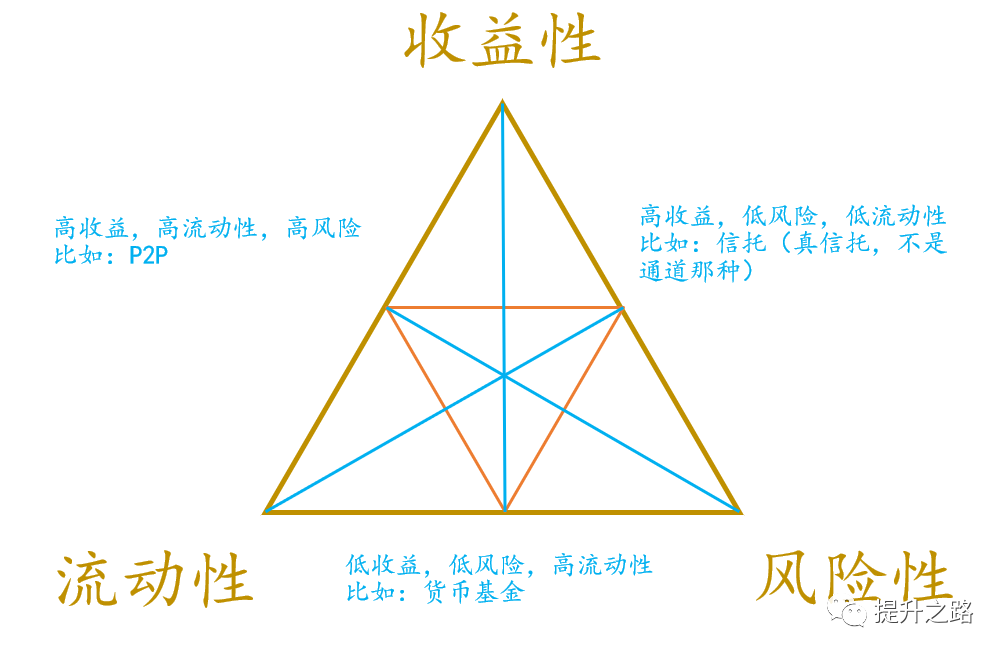 收益性
高收益，高流动性，高风险
比如：P2P
高收益，低风险，低流动性
比如：信托（真信托，不是
通道那种）
流动性
低收益，低风险，高流动性
比如：货币基金
风险性
提升之路